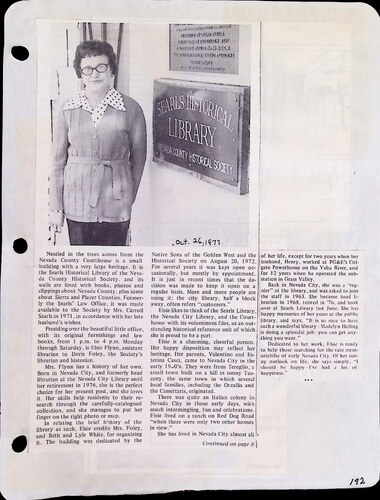 SEARLS HISTORICAL
LIBRARY
NEVADA COUNTY HISTORICAL SOCIETY
Oct. 26, 1977
Nestled in the trees across from the
Nevada County Courthouse is a small
building with a very large heritage. It is
the Searls Historical Library of the Neva-
da County Historical Society, and its
walls are lined with books, photos and
clippings about Nevada County, plus some
about Sierra and Placer Counties. Former-
ly the Searls' Law Office, it was made
available to the Society by Mrs. Carroll
Searls in 1971, in accordance with her late
husband's wishes.
Presiding over the beautiful little office,
with its original furnishings and law
books, from 1 p.m. to 4 p.m. Monday
through Saturday, is Elsie Flynn, assistant
librarian to Doris Foley, the Society's
librarian and historian.
Mrs. Flynn has a history of her own.
Born in Nevada City, and formerly head
librarian at the Nevada City Library until
her retirement in 1976, she is the perfect
choice for her present post, and she loves
it. Her skills help residents to their re-
search through the carefully-catalogued
collection, and she manages to put her
finger on the right photo or map.
In relating the brief history of the
library as such, Elsie credits Mrs. Foley,
and Beth and Lyle White, for organizing
it. The building was dedicated by the
Native Sons of the Golden West and the
Historical Society on August 20, 1972.
For several years it was kept open oc-
casionally, but mostly by appointment.
It is just in recent times that the de-
cision was made to keep it open on a
regular basis. More and more people are
using it; the city library, half a block
away, often refers "customers."
Elsie likes to think of the Searls Library,
the Nevada City Library, and the Court-
house with its voluminous files, as an out-
standing historical reference unit of which
she is proud to be a part.
Elsie is a charming, cheerful person.
Her happy disposition may reflect her
heritage. Her parents, Valentino and Es-
terina Cinet, came to Nevada City in the
early
small town built on a hill in sunny Tus-
cany, the same town in which several
local families, including the Oraullia and
the Comettas, originated.
There was quite an Italian colony in
Nevada City in those early days, with
much intermingling, fun and celebrations.
Elsie lived on a ranch on Red Dog Road
"when there were only two other houses
in view."
She has lived in Nevada City almost all
Continued on page 8
of her life, except for two years when her
husband, Henry, worked at PG&E's Col-
gate Powerhouse on the Yuba River, and
for 12 years when he operated the sub-
station in Grass Valley.
Back in Nevada City, she was a "reg-
ular" at the library, and was asked to join
the staff in 1963. She became head li-
brarian in 1968, retired in '76, and took
over at Searls Library last June. She has
happy memories of her years at the public
library, and says, "It is so nice to have
such a wonderful library - Madelyn Helling
is doing a splendid job - you can get any-
thing you want."
Dedicated to her work, Elsie is ready
to help those searching for the rare com-
patability of early Nevada City. Of her sun-
ny outlook on life, she says simply, "I
should be happy - I've had a lot of
happiness."
...
192